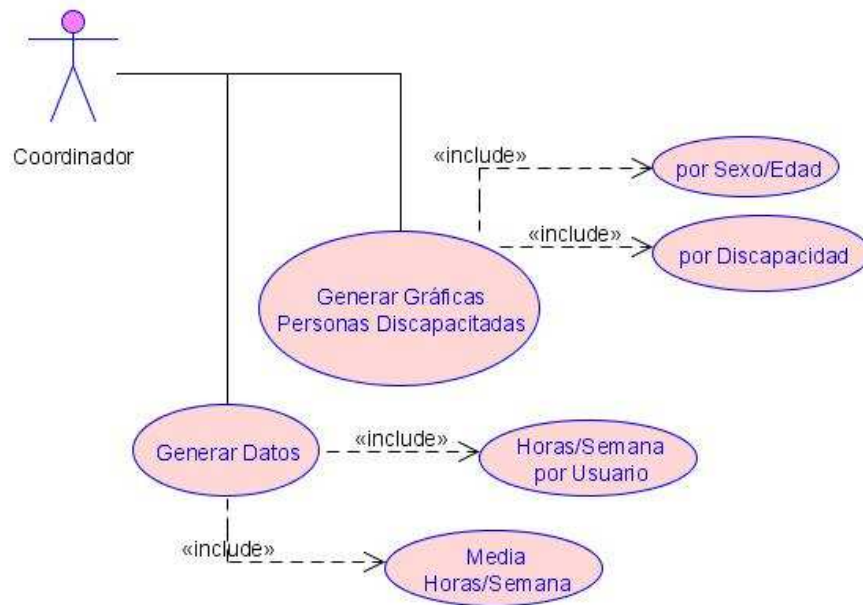 Coordinador
«include»
por Sexo/Edad
«include»
por Discapacidad
Generar Gráficas
Personas Discapacitadas
Generar Datos
«include»
Horas/Semana
por Usuario
«include»
Media
Horas/Semana